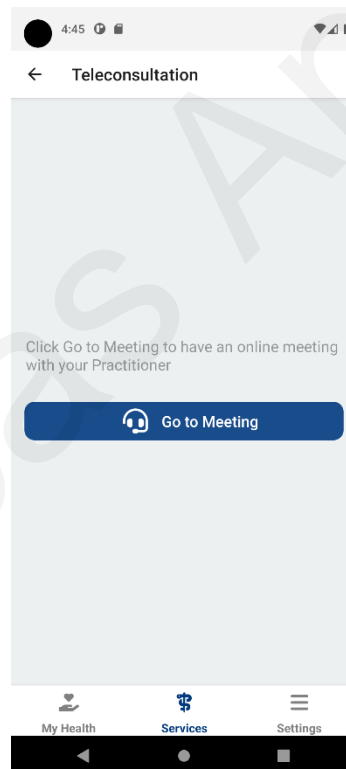 4:45
Teleconsultation
Click Go to Meeting to have an online meeting
with your Practitioner
Go to Meeting
My Health Services Settings